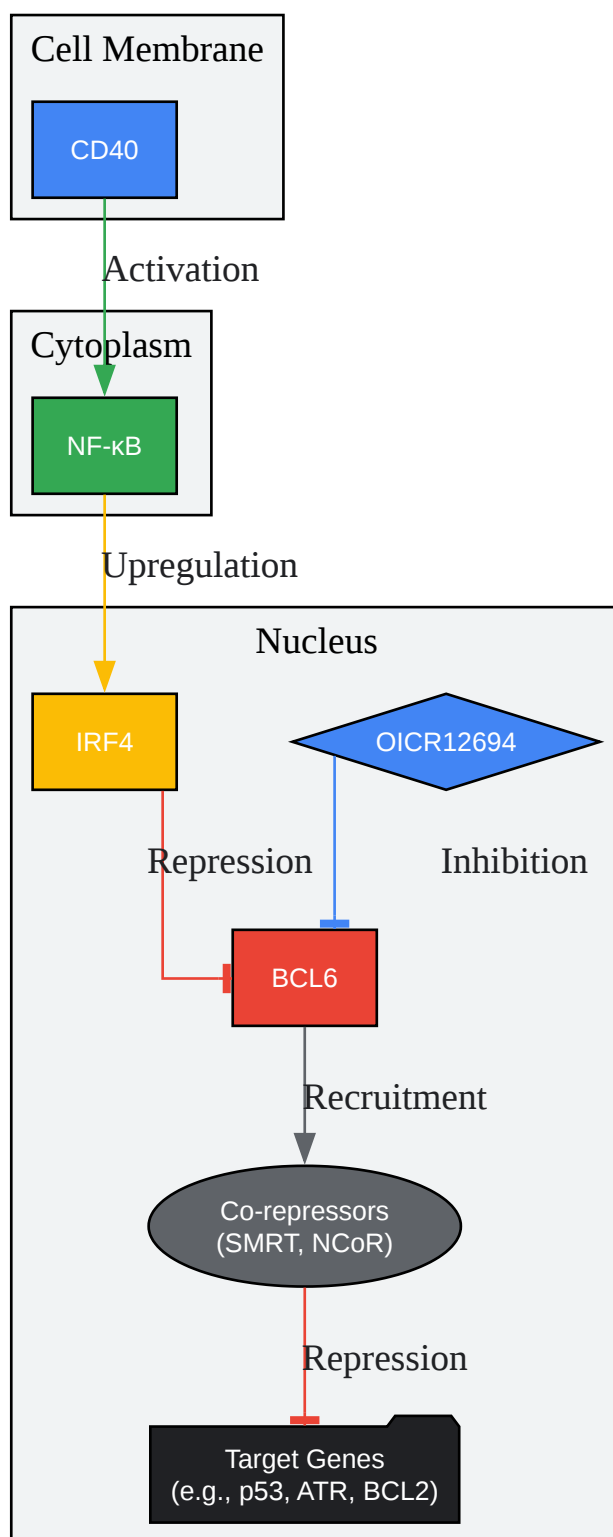 Cell Membrane
CD40
Activation
Cytoplasm
NF-κB
Upregulation
Nucleus
IRF4
OICR12694
Repression
Inhibition
BCL6
Recruitment
Co-repressors
(SMRT, NCoR)
Repression
Target Genes
(e.g., p53, ATR, BCL2)